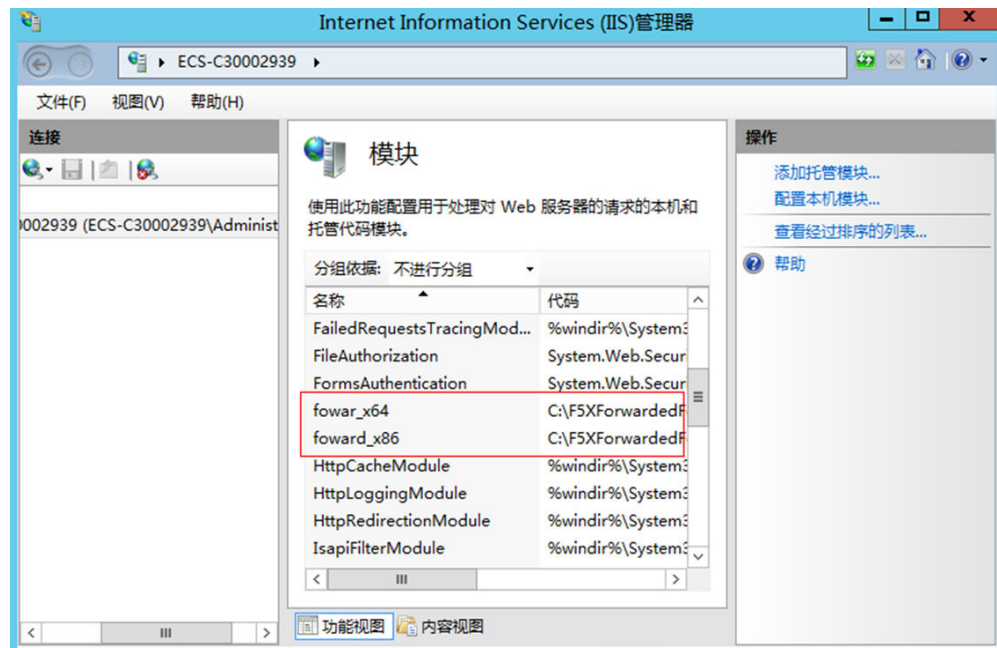 Internet Information Services (IIS)管理器
ECS-C30002939
文件(F) 视图(V) 帮助(H)
连接
0002939 (ECS-C30002939\Administ
模块
使用此功能配置用于处理对 Web 服务器的请求的本机和
托管代码模块。
分组依据: 不进行分组
名称 代码
FailedRequestsTracingMod... %windir%\System3
FileAuthorization System.Web.Securi
FormsAuthentication System.Web.Securi
fowar_x64 C:\F5XForwardedF
foward_x86 C:\F5XForwardedF
HttpCacheModule %windir%\System3
HttpLoggingModule %windir%\System3
HttpRedirectionModule %windir%\System3
IsapiFilterModule %windir%\System3
功能视图 内容视图
操作
添加托管模块...
配置本机模块...
查看经过排序的列表...
帮助